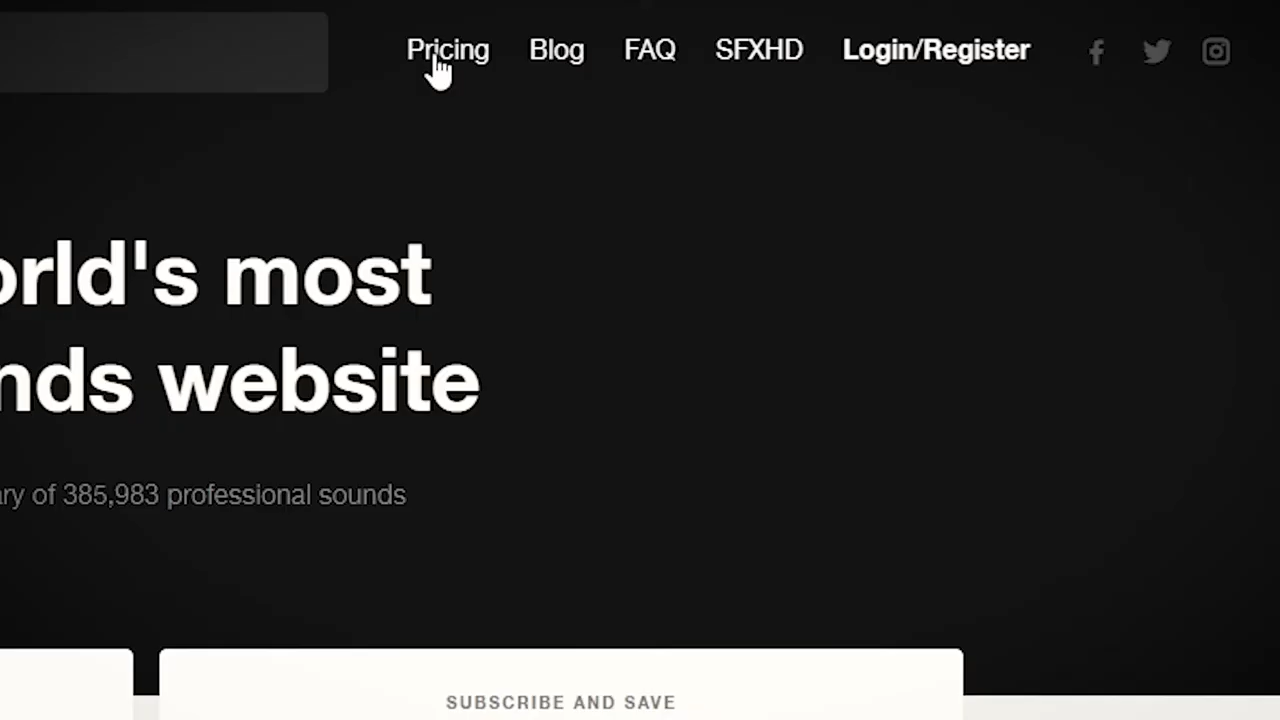 Pricing Blog FAQ SFXHD Login/Register
orld's most
nds website
ary of 385,983 professional sounds
SUBSCRIBE AND SAVE